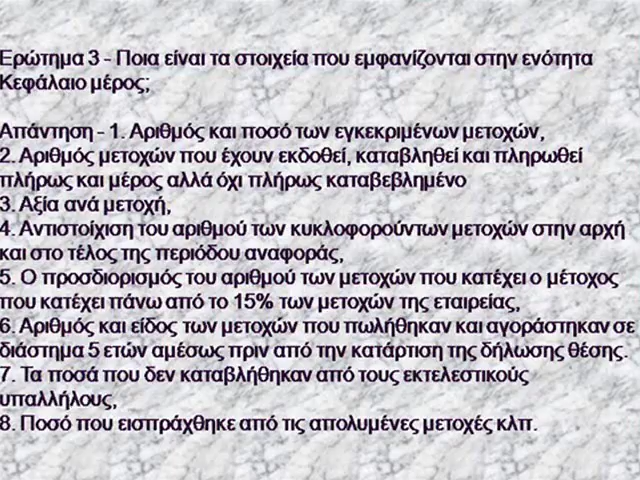 Ερώτημα 3 - Ποια είναι τα στοιχεία που εμφανίζονται στην ενότητα
Κεφάλαιο μέρος;
Απάντηση - 1. Αριθμός και ποσό των εγκεκριμένων μετοχών,
2. Αριθμός μετοχών που έχουν εκδοθεί, καταβληθεί και πληρωθεί
πλήρως και μέρος αλλά όχι πλήρως καταβεβλημένο
3. Αξία ανά μετοχή,
4. Αντιστοίχιση του αριθμού των κυκλοφορούντων μετοχών στην αρχή
και στο τέλος της περιόδου αναφοράς,
5. Ο προσδιορισμός του αριθμού των μετοχών που κατέχει ο μέτοχος
που κατέχει πάνω από το 15% των μετοχών της εταιρείας,
6. Αριθμός και είδος των μετοχών που πωλήθηκαν και αγοράστηκαν σε
διάστημα 5 ετών αμέσως πριν από την κατάρτιση της δήλωσης θέσης.
7. Τα ποσά που δεν καταβλήθηκαν από τους εκτελεστικούς
υπαλλήλους,
8. Ποσό που εισπράχθηκε από τις απολυμένες μετοχές κλπ.